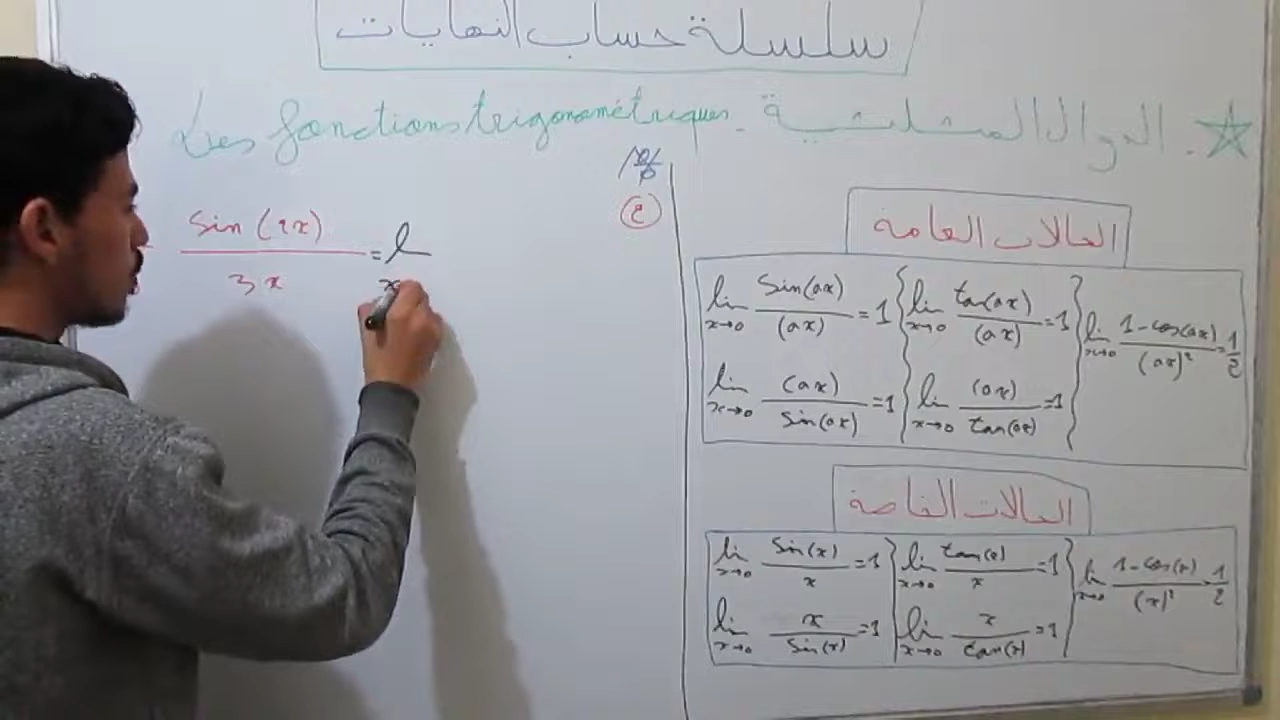 سلسلة حساب النهايات
☆. الدوال المثلثية. Les fonctions trigonométriques
sin(2x)
3x
=
x
الحالات العامة
lim x→0 sin(ax)/(ax) = 1
lim x→0 tan(ax)/(ax) = 1
lim x→0 1-cos(ax)/(ax)² = 1/2
lim x→0 (ax)/sin(ax) = 1
lim x→0 (ax)/tan(ax) = 1
الحالات الخاصة
lim x→0 sin(x)/x = 1
lim x→0 tan(x)/x = 1
lim x→0 1-cos(x)/(x)² = 1/2
lim x→0 x/sin(x) = 1
lim x→0 x/tan(x) = 1